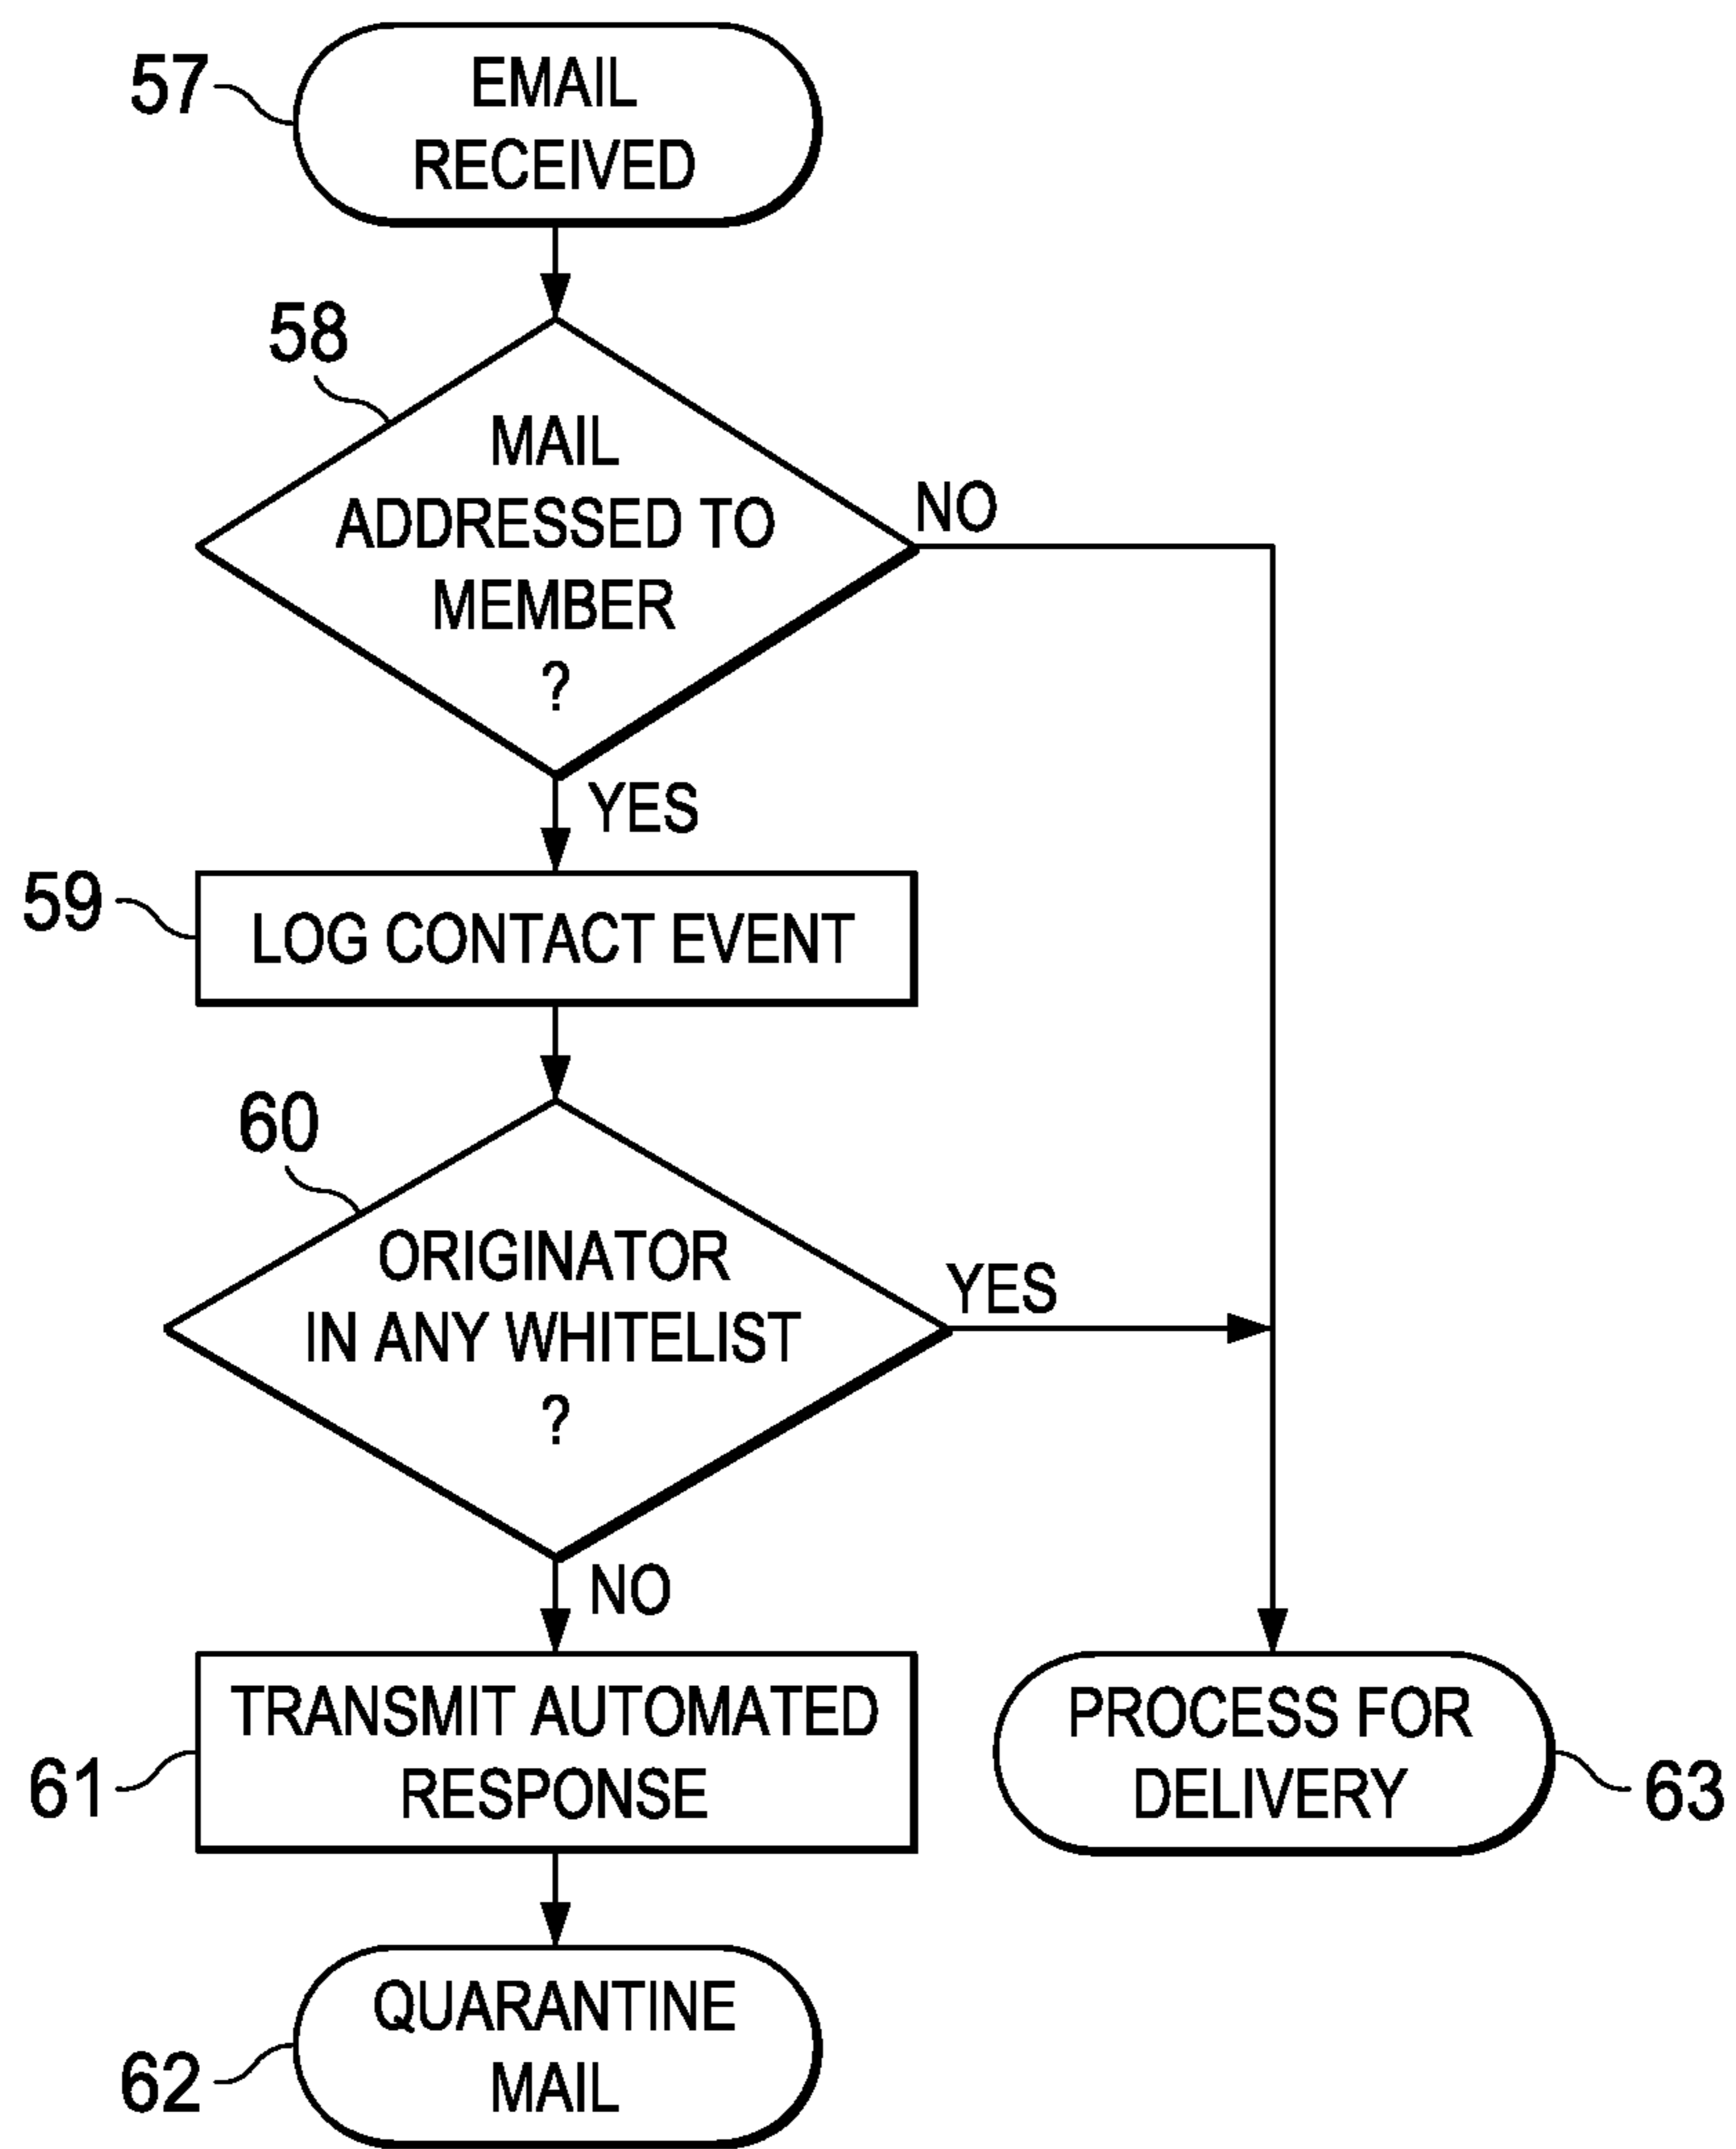 57
EMAIL
RECEIVED
58
MAIL
ADDRESSED TO
MEMBER
?
NO
YES
59
LOG CONTACT EVENT
60
ORIGINATOR
IN ANY WHITELIST
?
YES
NO
61
TRANSMIT AUTOMATED
RESPONSE
PROCESS FOR
DELIVERY
63
62
QUARANTINE
MAIL